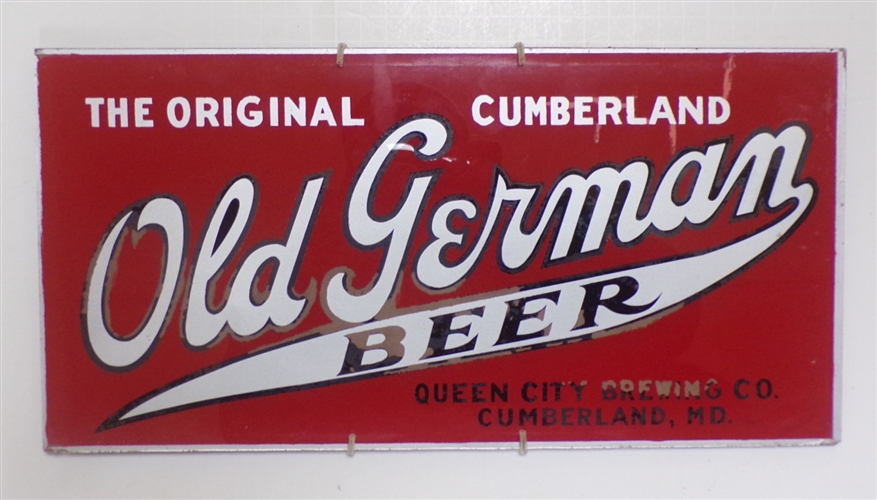 THE ORIGINAL CUMBERLAND
Old German
BEER
QUEEN CITY BREWING CO.
CUMBERLAND, MD.